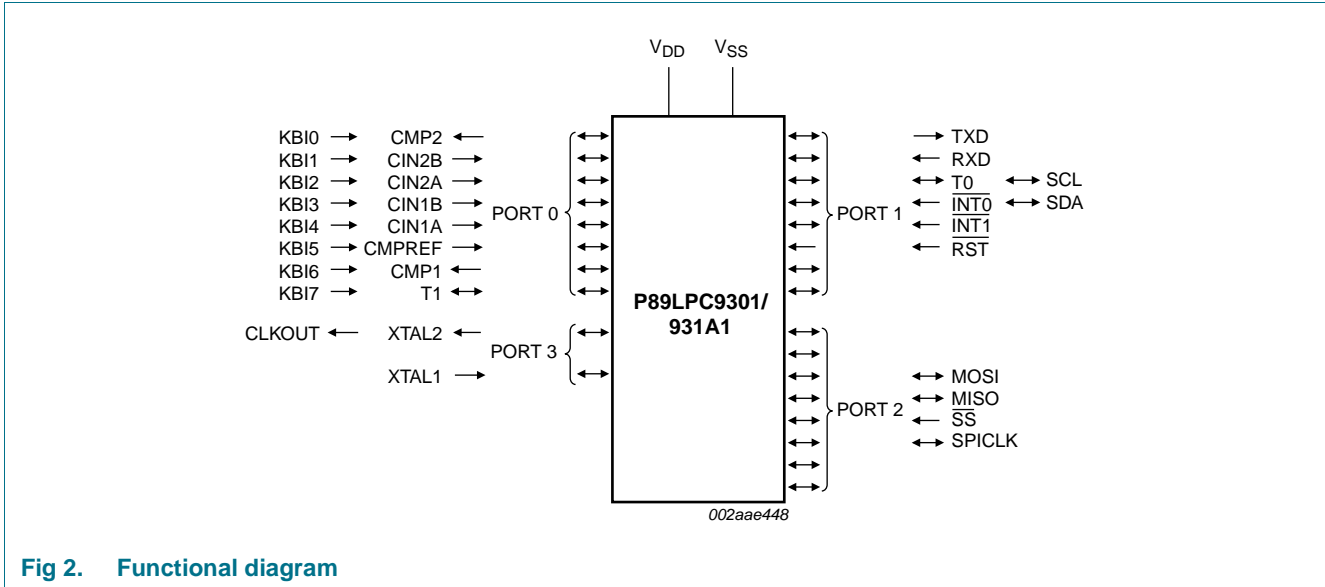 VDD VSS
KBI0 CMP2 TXD
KBI1 CIN2B RXD
KBI2 CIN2A T0 SCL
KBI3 CIN1B PORT 0 PORT 1 INT0 SDA
KBI4 CIN1A INT1
KBI5 CMPREF RST
KBI6 CMP1
KBI7 T1
P89LPC9301/
931A1
CLKOUT XTAL2
PORT 3
XTAL1
MOSI
MISO
PORT 2
SS
SPICLK
002aae448
Fig 2. Functional diagram